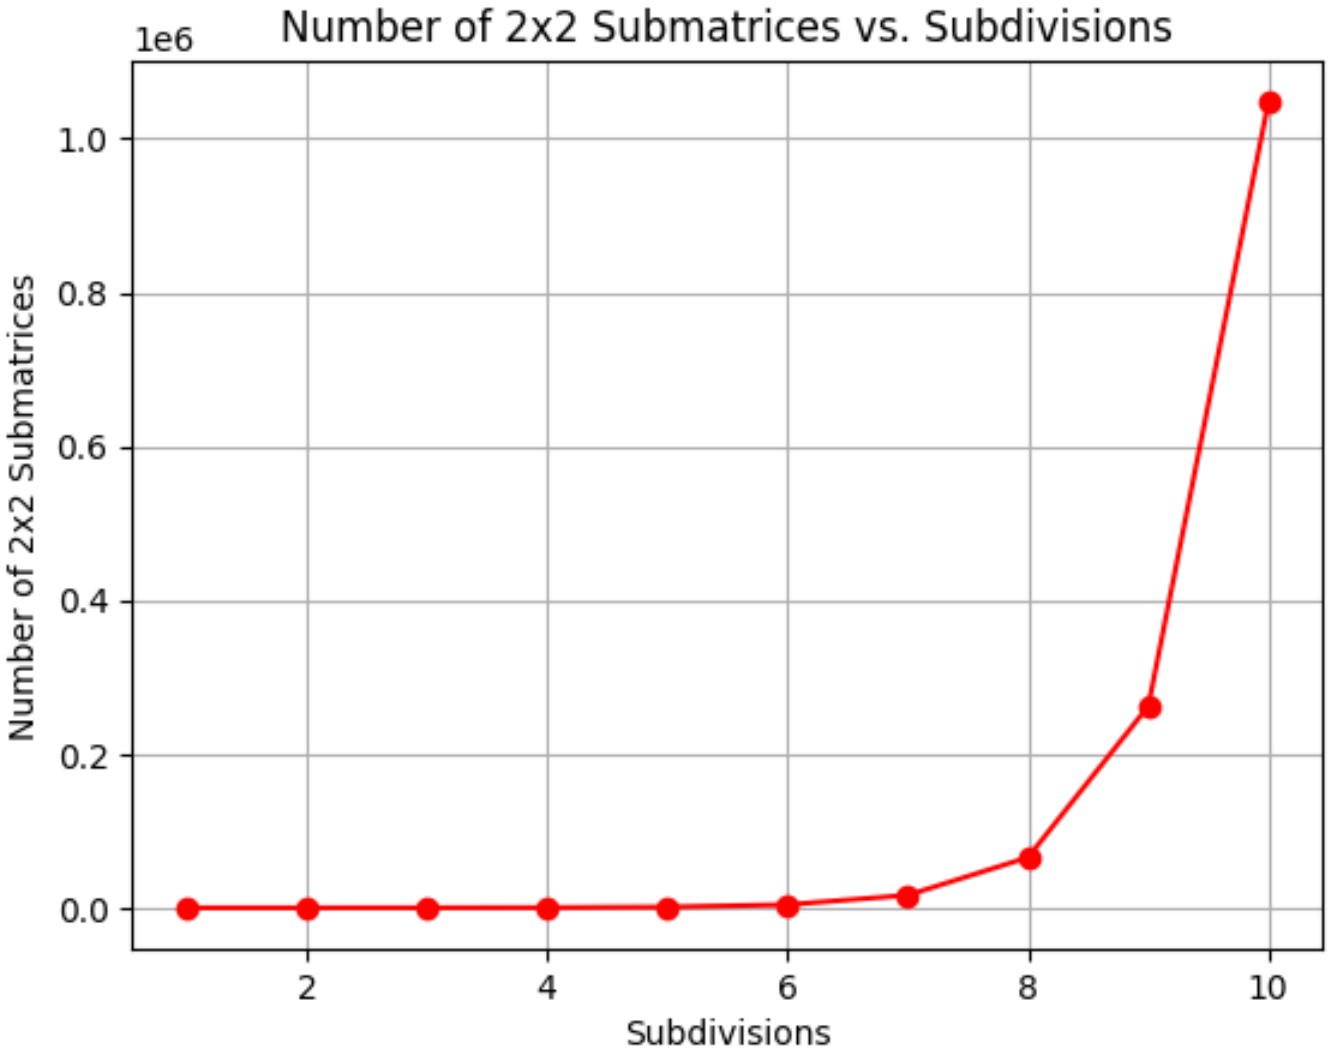 Number of 2x2 Submatrices vs. Subdivisions
1e6
1.0
0.8
0.6
0.4
0.2
0.0
Number of 2x2 Submatrices
2 4 6 8 10
Subdivisions